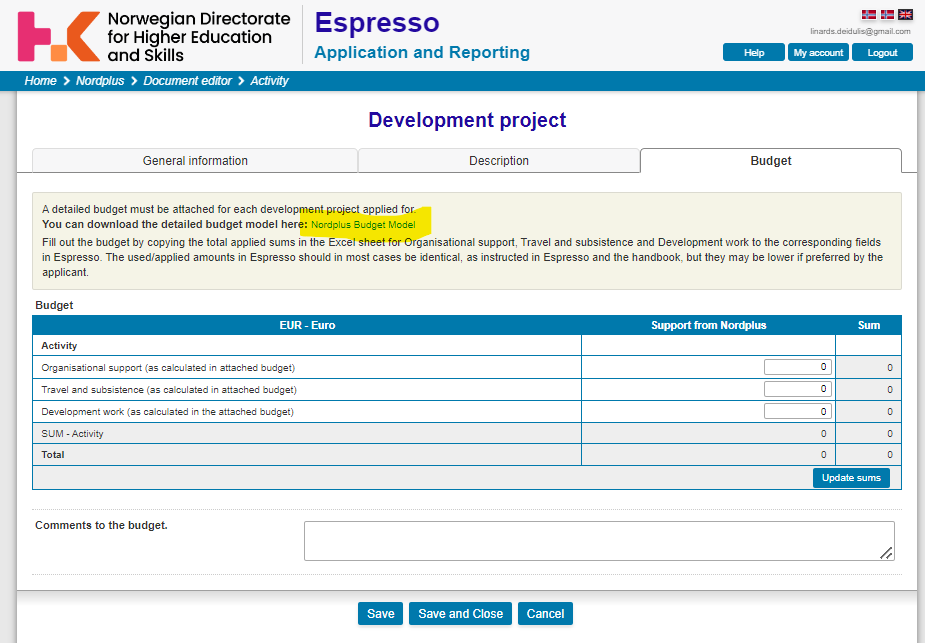 Norwegian Directorate
for Higher Education
and Skills
Espresso
Application and Reporting
linards.deidulis@gmail.com
Help My account Logout
Home > Nordplus > Document editor > Activity
Development project
General information Description Budget
A detailed budget must be attached for each development project applied for.
You can download the detailed budget model here: Nordplus Budget Model
Fill out the budget by copying the total applied sums in the Excel sheet for Organisational support, Travel and subsistence and Development work to the corresponding fields
in Espresso. The used/applied amounts in Espresso should in most cases be identical, as instructed in Espresso and the handbook, but they may be lower if preferred by the
applicant.
Budget
EUR - Euro Support from Nordplus Sum
Activity
Organisational support (as calculated in attached budget) 0 0
Travel and subsistence (as calculated in attached budget) 0 0
Development work (as calculated in the attached budget) 0 0
SUM - Activity 0 0
Total 0 0
Update sums
Comments to the budget.
Save Save and Close Cancel